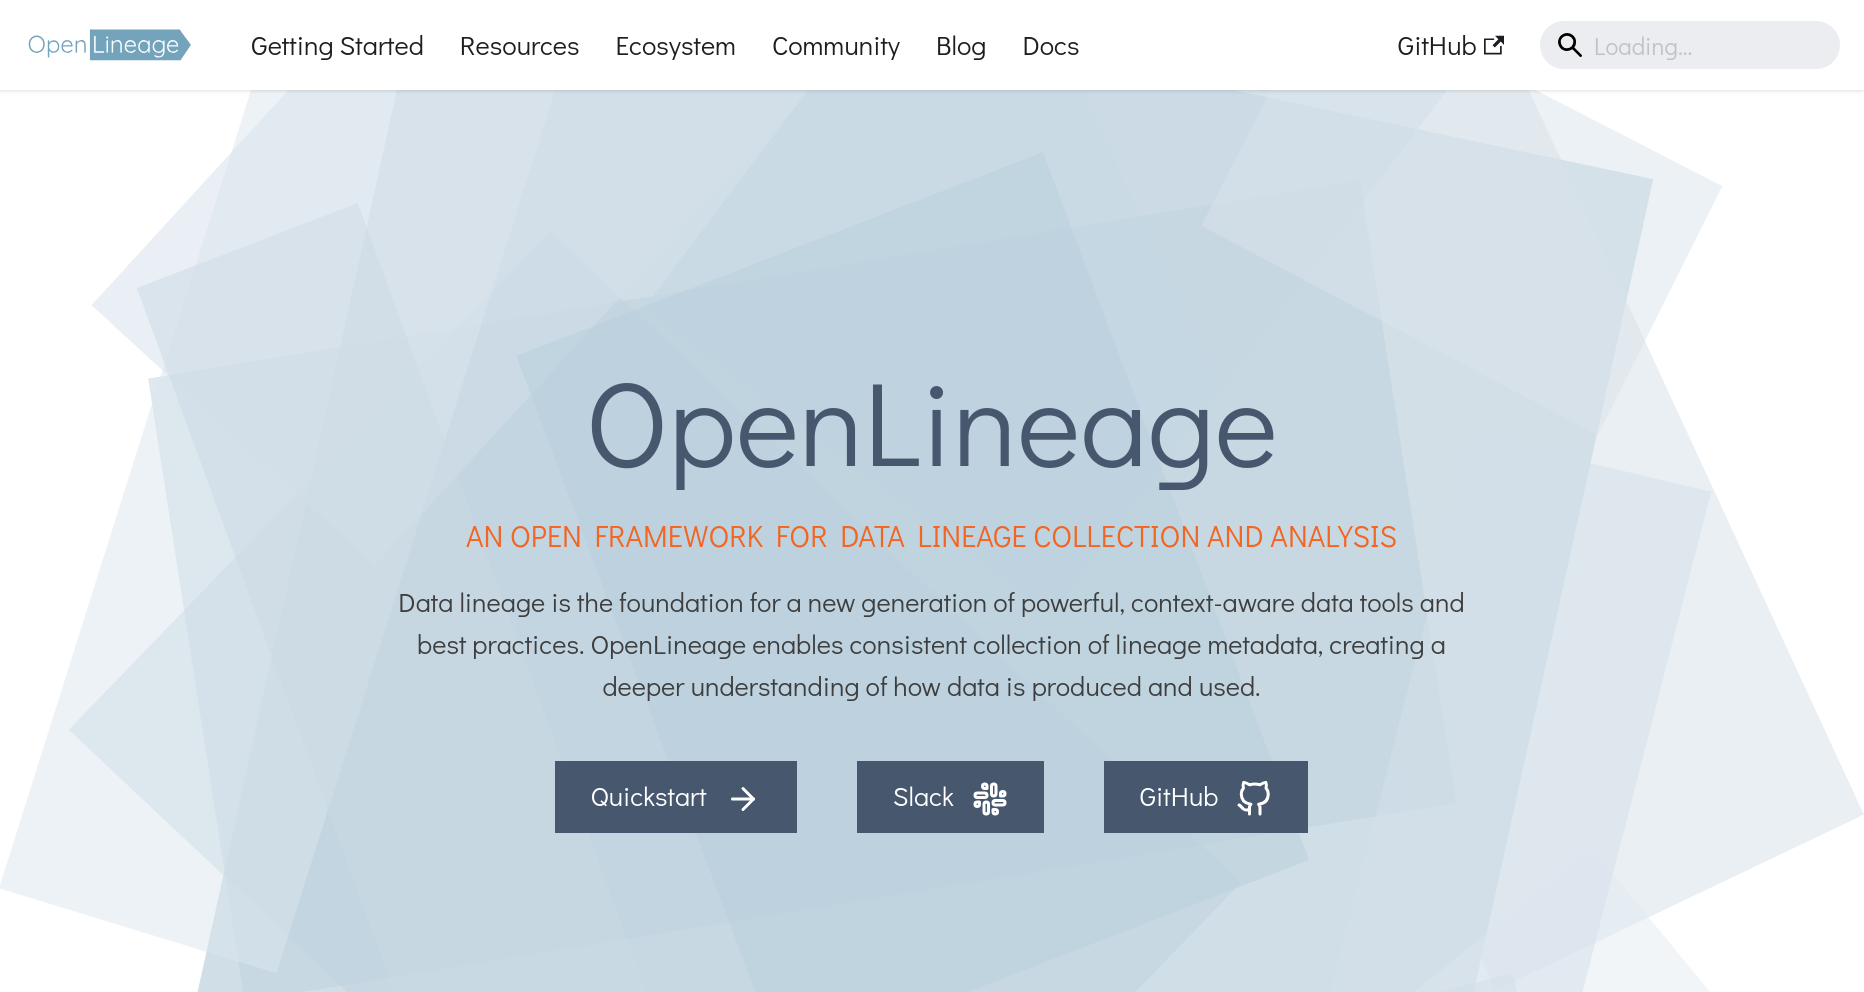 OpenLineage
Getting Started
Resources
Ecosystem
Community
Blog
Docs
GitHub
Loading...
OpenLineage
AN OPEN FRAMEWORK FOR DATA LINEAGE COLLECTION AND ANALYSIS
Data lineage is the foundation for a new generation of powerful, context-aware data tools and
best practices. OpenLineage enables consistent collection of lineage metadata, creating a
deeper understanding of how data is produced and used.
Quickstart
Slack
GitHub